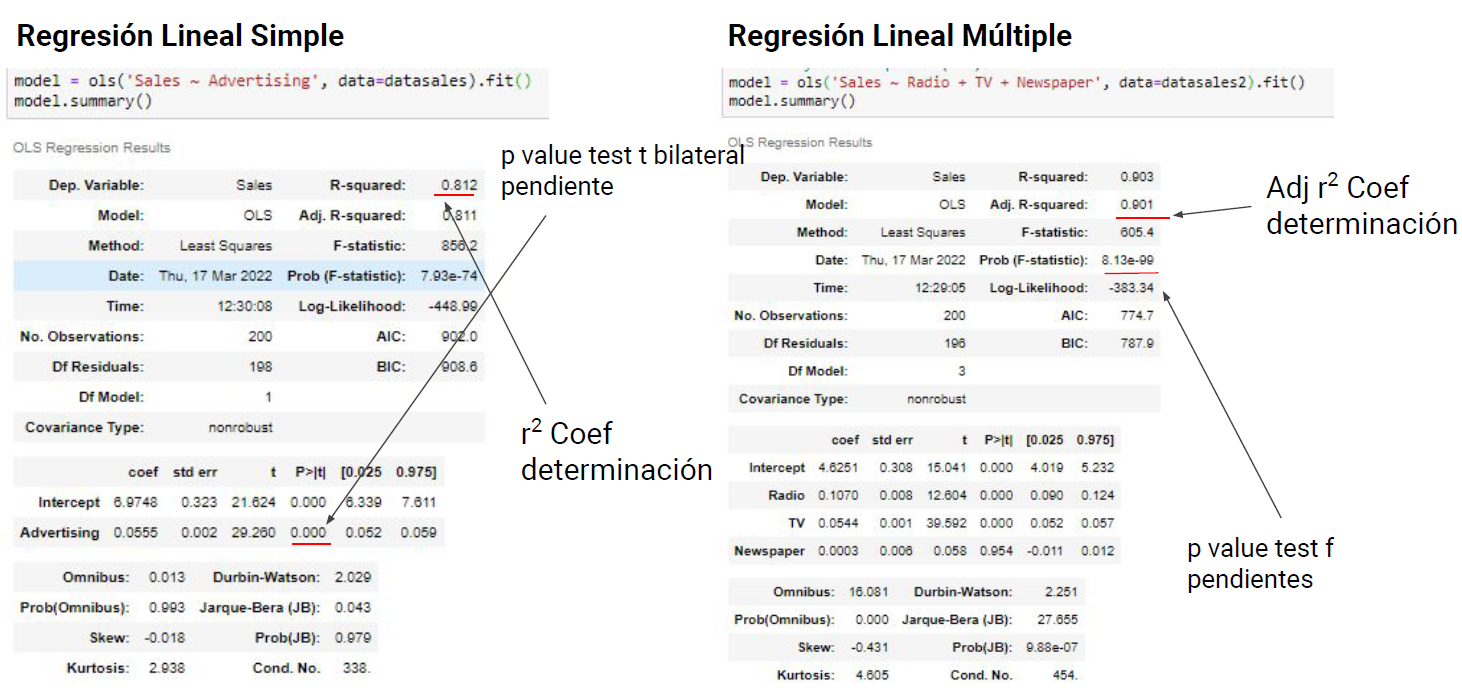 Regresión Lineal Simple
model = ols('Sales ~ Advertising', data=datasales).fit()
model.summary()
OLS Regression Results
Dep. Variable: Sales R-squared: 0.812
Model: OLS Adj. R-squared: 0.811
Method: Least Squares F-statistic: 856.2
Date: Thu, 17 Mar 2022 Prob (F-statistic): 7.93e-74
Time: 12:30:08 Log-Likelihood: -448.99
No. Observations: 200 AIC: 902.0
Df Residuals: 198 BIC: 908.6
Df Model: 1
Covariance Type: nonrobust
coef std err t P>|t| [0.025 0.975]
Intercept 6.9748 0.323 21.624 0.000 6.339 7.611
Advertising 0.0555 0.002 29.260 0.000 0.052 0.059
Omnibus: 0.013 Durbin-Watson: 2.029
Prob(Omnibus): 0.993 Jarque-Bera (JB): 0.043
Skew: -0.018 Prob(JB): 0.979
Kurtosis: 2.938 Cond. No. 338.
p value test t bilateral
pendiente
r² Coef
determinación
Regresión Lineal Múltiple
model = ols('Sales ~ Radio + TV + Newspaper', data=datasales2).fit()
model.summary()
OLS Regression Results
Dep. Variable: Sales R-squared: 0.903
Model: OLS Adj. R-squared: 0.901
Method: Least Squares F-statistic: 605.4
Date: Thu, 17 Mar 2022 Prob (F-statistic): 8.13e-99
Time: 12:29:05 Log-Likelihood: -383.34
No. Observations: 200 AIC: 774.7
Df Residuals: 196 BIC: 787.9
Df Model: 3
Covariance Type: nonrobust
coef std err t P>|t| [0.025 0.975]
Intercept 4.6251 0.308 15.041 0.000 4.019 5.232
Radio 0.1070 0.008 12.604 0.000 0.090 0.124
TV 0.0544 0.001 39.592 0.000 0.052 0.057
Newspaper 0.0003 0.006 0.058 0.954 -0.011 0.012
Omnibus: 16.081 Durbin-Watson: 2.251
Prob(Omnibus): 0.000 Jarque-Bera (JB): 27.655
Skew: -0.431 Prob(JB): 9.88e-07
Kurtosis: 4.605 Cond. No. 454.
Adj r² Coef
determinación
p value test f
pendientes